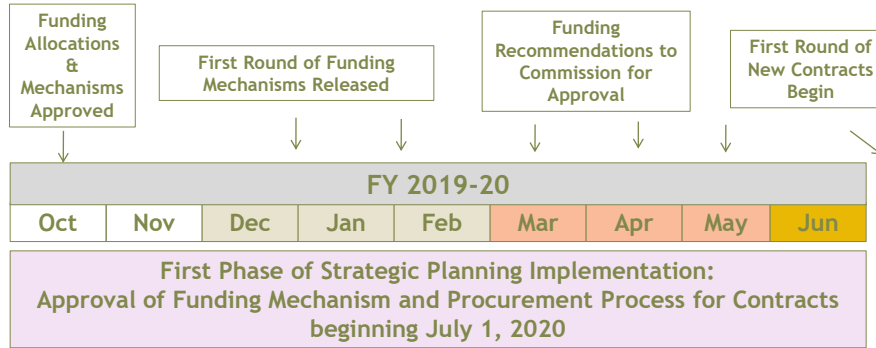 Funding
Allocations
&
Mechanisms
Approved
First Round of Funding
Mechanisms Released
Funding
Recommendations to
Commission for
Approval
First Round of
New Contracts
Begin
FY 2019-20
Oct Nov Dec Jan Feb Mar Apr May Jun
First Phase of Strategic Planning Implementation:
Approval of Funding Mechanism and Procurement Process for Contracts
beginning July 1, 2020